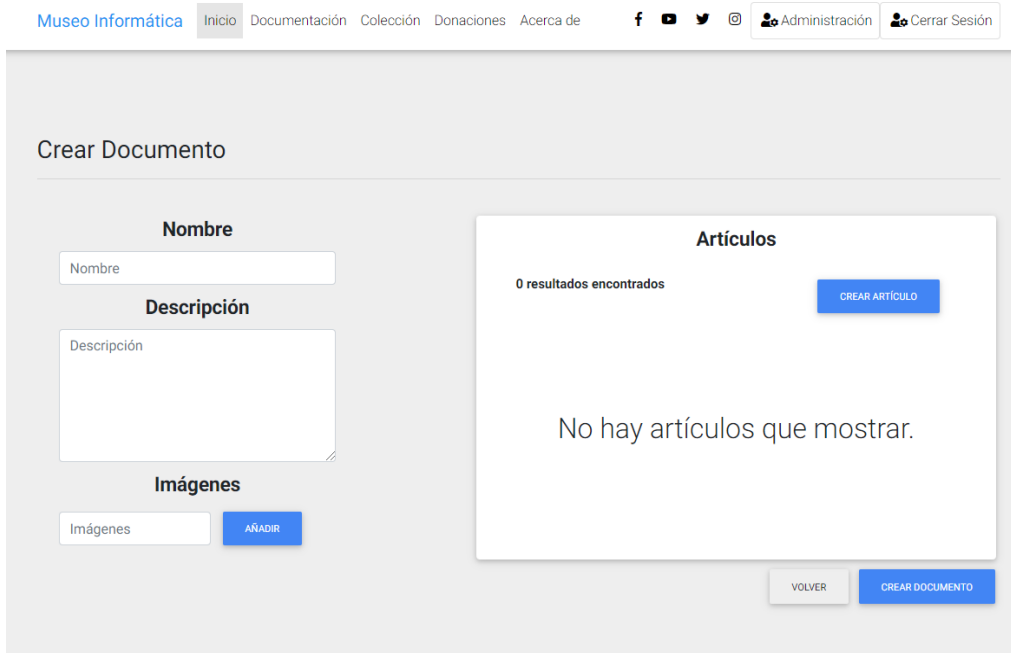 Museo Informática Inicio Documentación Colección Donaciones Acerca de Administración Cerrar Sesión
Crear Documento
Nombre
Nombre
Descripción
Descripción
Imágenes
Imágenes AÑADIR
Artículos
0 resultados encontrados CREAR ARTÍCULO
No hay artículos que mostrar.
VOLVER CREAR DOCUMENTO